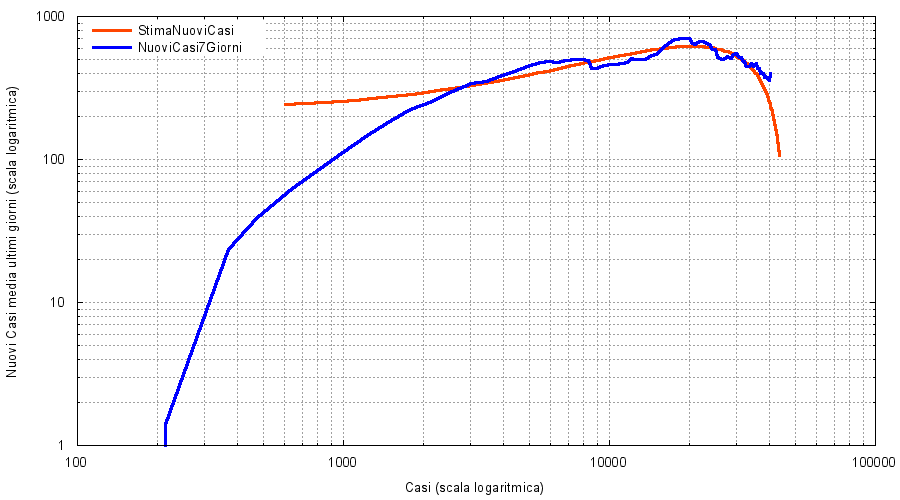 1000
StimaNuoviCasi
NuoviCasi7Giorni
100
10
1
Nuovi Casi media ultimi giorni (scala logaritmica)
100 1000 10000 100000
Casi (scala logaritmica)